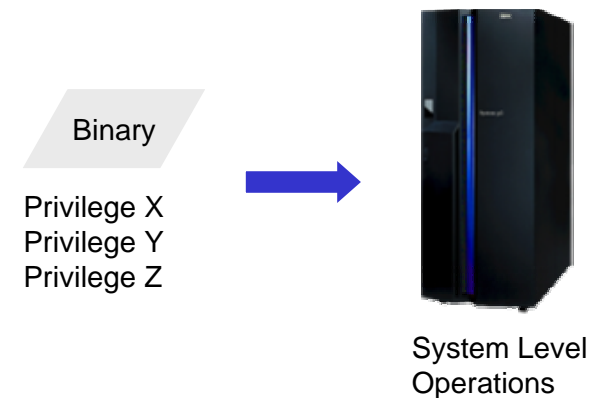 Binary
Privilege X
Privilege Y
Privilege Z
System Level
Operations